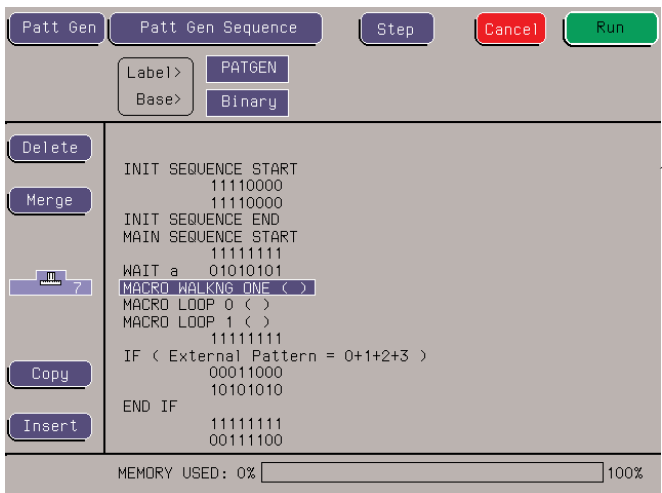 Patt Gen Patt Gen Sequence Step Cancel Run
Label> PATGEN
Base> Binary
Delete
Merge
7
Copy
Insert
INIT SEQUENCE START
11110000
11110000
INIT SEQUENCE END
MAIN SEQUENCE START
11111111
WAIT a 01010101
MACRO WALKNG ONE ( )
MACRO LOOP 0 ( )
MACRO LOOP 1 ( )
11111111
IF ( External Pattern = 0+1+2+3 )
00011000
10101010
END IF
11111111
00111100
MEMORY USED: 0% 100%